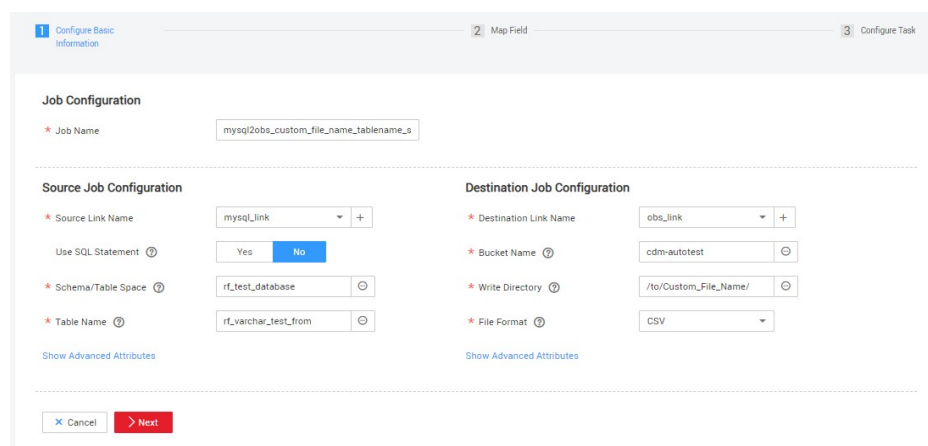 1 Configure Basic Information 2 Map Field 3 Configure Task
Job Configuration
* Job Name mysql2obs_custom_file_name_tablename_s
Source Job Configuration Destination Job Configuration
* Source Link Name mysql_link + * Destination Link Name obs_link +
Use SQL Statement ? Yes No * Bucket Name ? cdm-autotest
* Schema/Table Space ? rf_test_database * Write Directory ? /to/Custom_File_Name/
* Table Name ? rf_varchar_test_from * File Format ? CSV
Show Advanced Attributes Show Advanced Attributes
× Cancel > Next